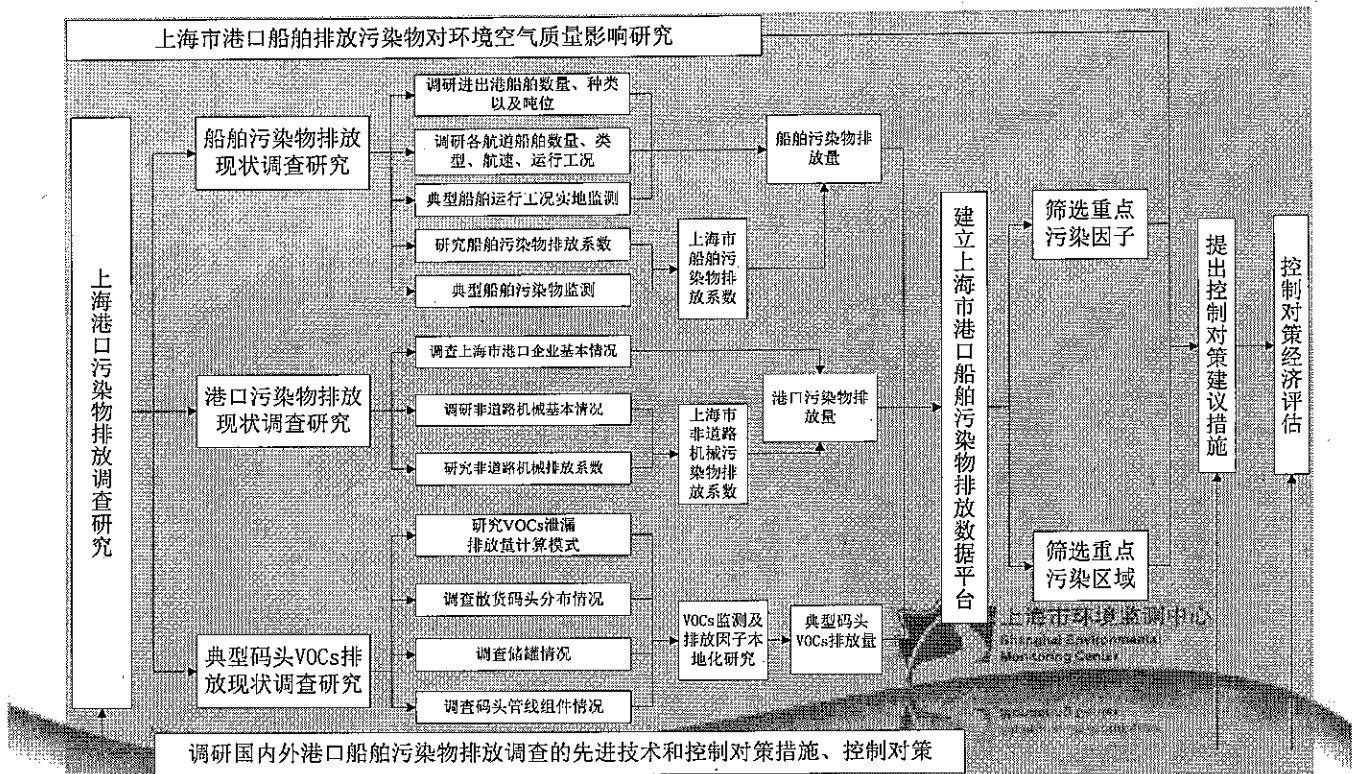 上海市港口船舶排放污染物对环境空气质量影响研究
上海港口污染物排放调查研究
船舶污染物排放
现状调查研究
港口污染物排放
现状调查研究
典型码头VOCs排
放现状调查研究
调研进出港船舶数量、种类
以及吨位
调研各航道船舶数量、类
型、航速、运行工况
典型船舶运行工况实地监测
研究船舶污染物排放系数
典型船舶污染物监测
调查上海市港口企业基本情况
调研非道路机械基本情况
研究非道路机械排放系数
研究VOCs泄漏
排放量计算模式
调查散货码头分布情况
调查储罐情况
调查码头管线组件情况
上海市
船舶污
染物排
放系数
上海市
非道路
机械污
染物排
放系数
VOCs监测及
排放因子本
地化研究
船舶污染物排
放量
港口污染物排
放量
典型码头
VOCs排放量
建立上海市港口船舶污染物排放数据平台
筛选重点
污染因子
筛选重点
污染区域
提出控制对策建议措施
控制对策经济评估
上海市环境监测中心
Shanghai Environmental
Monitoring Center
调研国内外港口船舶污染物排放调查的先进技术和控制对策措施、控制对策